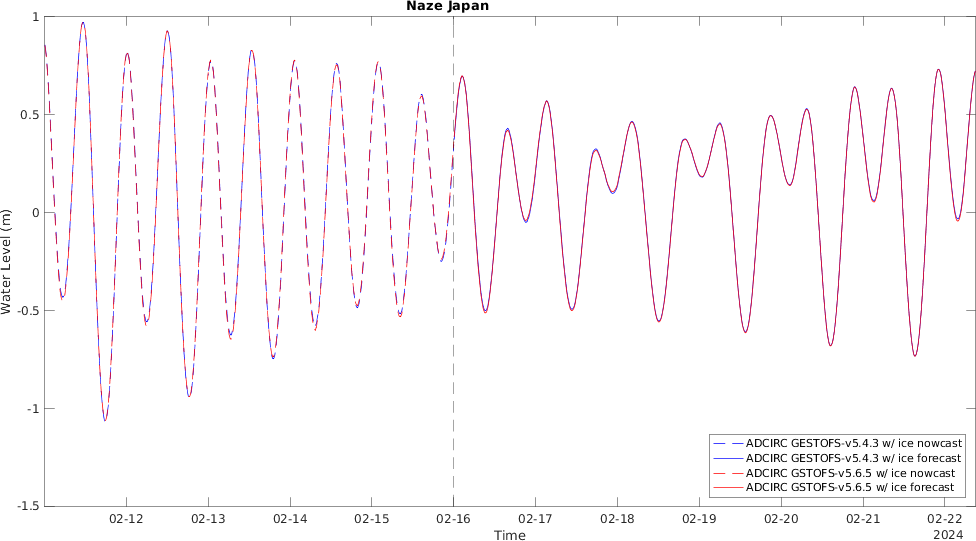 Naze Japan
1
0.5
0
-0.5
-1
-1.5
Water Level (m)
02-12 02-13 02-14 02-15 02-16 02-17 02-18 02-19 02-20 02-21 02-22
2024
Time
ADCIRC GESTOFS-v5.4.3 w/ ice nowcast
ADCIRC GESTOFS-v5.4.3 w/ ice forecast
ADCIRC GSTOFS-v5.6.5 w/ ice nowcast
ADCIRC GSTOFS-v5.6.5 w/ ice forecast